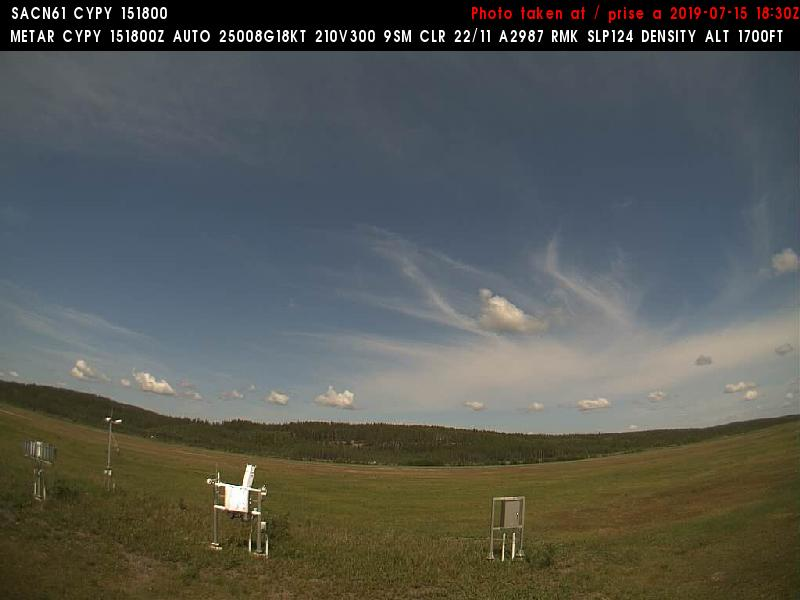 SACN61 CYPY 151800
Photo taken at / prise a 2019-07-15 18:30Z
METAR CYPY 151800Z AUTO 25008G18KT 210V300 9SM CLR 22/11 A2987 RMK SLP124 DENSITY ALT 1700FT